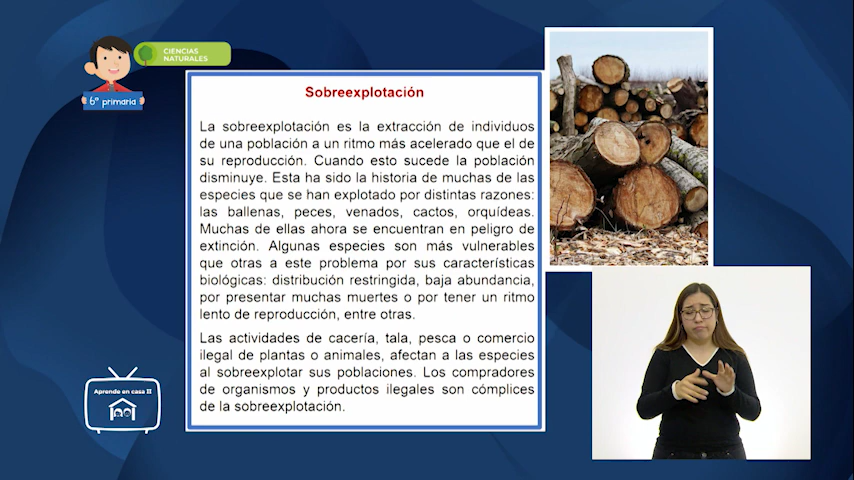 CIENCIAS
NATURALES
6° primaria
Sobreexplotación
La sobreexplotación es la extracción de individuos
de una población a un ritmo más acelerado que el de
su reproducción. Cuando esto sucede la población
disminuye. Esta ha sido la historia de muchas de las
especies que se han explotado por distintas razones:
las ballenas, peces, venados, cactos, orquídeas.
Muchas de ellas ahora se encuentran en peligro de
extinción. Algunas especies son más vulnerables
que otras a este problema por sus características
biológicas: distribución restringida, baja abundancia,
por presentar muchas muertes o por tener un ritmo
lento de reproducción, entre otras.
Las actividades de cacería, tala, pesca o comercio
ilegal de plantas o animales, afectan a las especies
al sobreexplotar sus poblaciones. Los compradores
de organismos y productos ilegales son cómplices
de la sobreexplotación.
Aprende en casa II